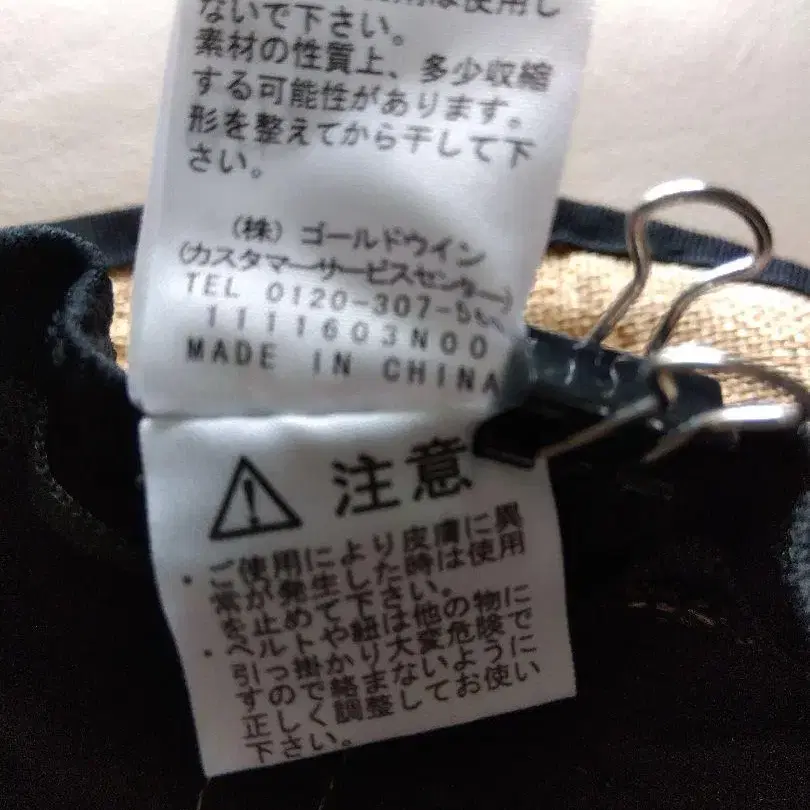 ないで下さい。
素材の性質上、多少収縮
する可能性があります。
形を整えてから干して下
さい。
(株) ゴールドウイン
(カスタマーサービスセンター)
TEL 0120-307-5
1111603N00
MADE IN CHINA
注意
・ご使用により皮膚に異
常が発生した時は使用
を止めて下さい。
・ベルトや紐は他の物に
引っ掛かり大変危険で
すので絡まないように
正しく調整してお使い
下さい。